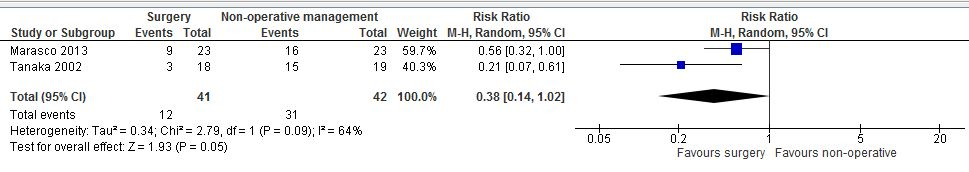 Surgery Non-operative management Risk Ratio Risk Ratio
Study or Subgroup Events Total Events Total Weight M-H, Random, 95% CI M-H, Random, 95% CI
Marasco 2013 9 23 16 23 59.7% 0.56 [0.32, 1.00]
Tanaka 2002 3 18 15 19 40.3% 0.21 [0.07, 0.61]
Total (95% CI) 41 42 100.0% 0.38 [0.14, 1.02]
Total events 12 31
Heterogeneity: Tau² = 0.34; Chi² = 2.79, df = 1 (P = 0.09); I² = 64%
Test for overall effect: Z = 1.93 (P = 0.05)
0.05 0.2 1 5 20
Favours surgery Favours non-operative